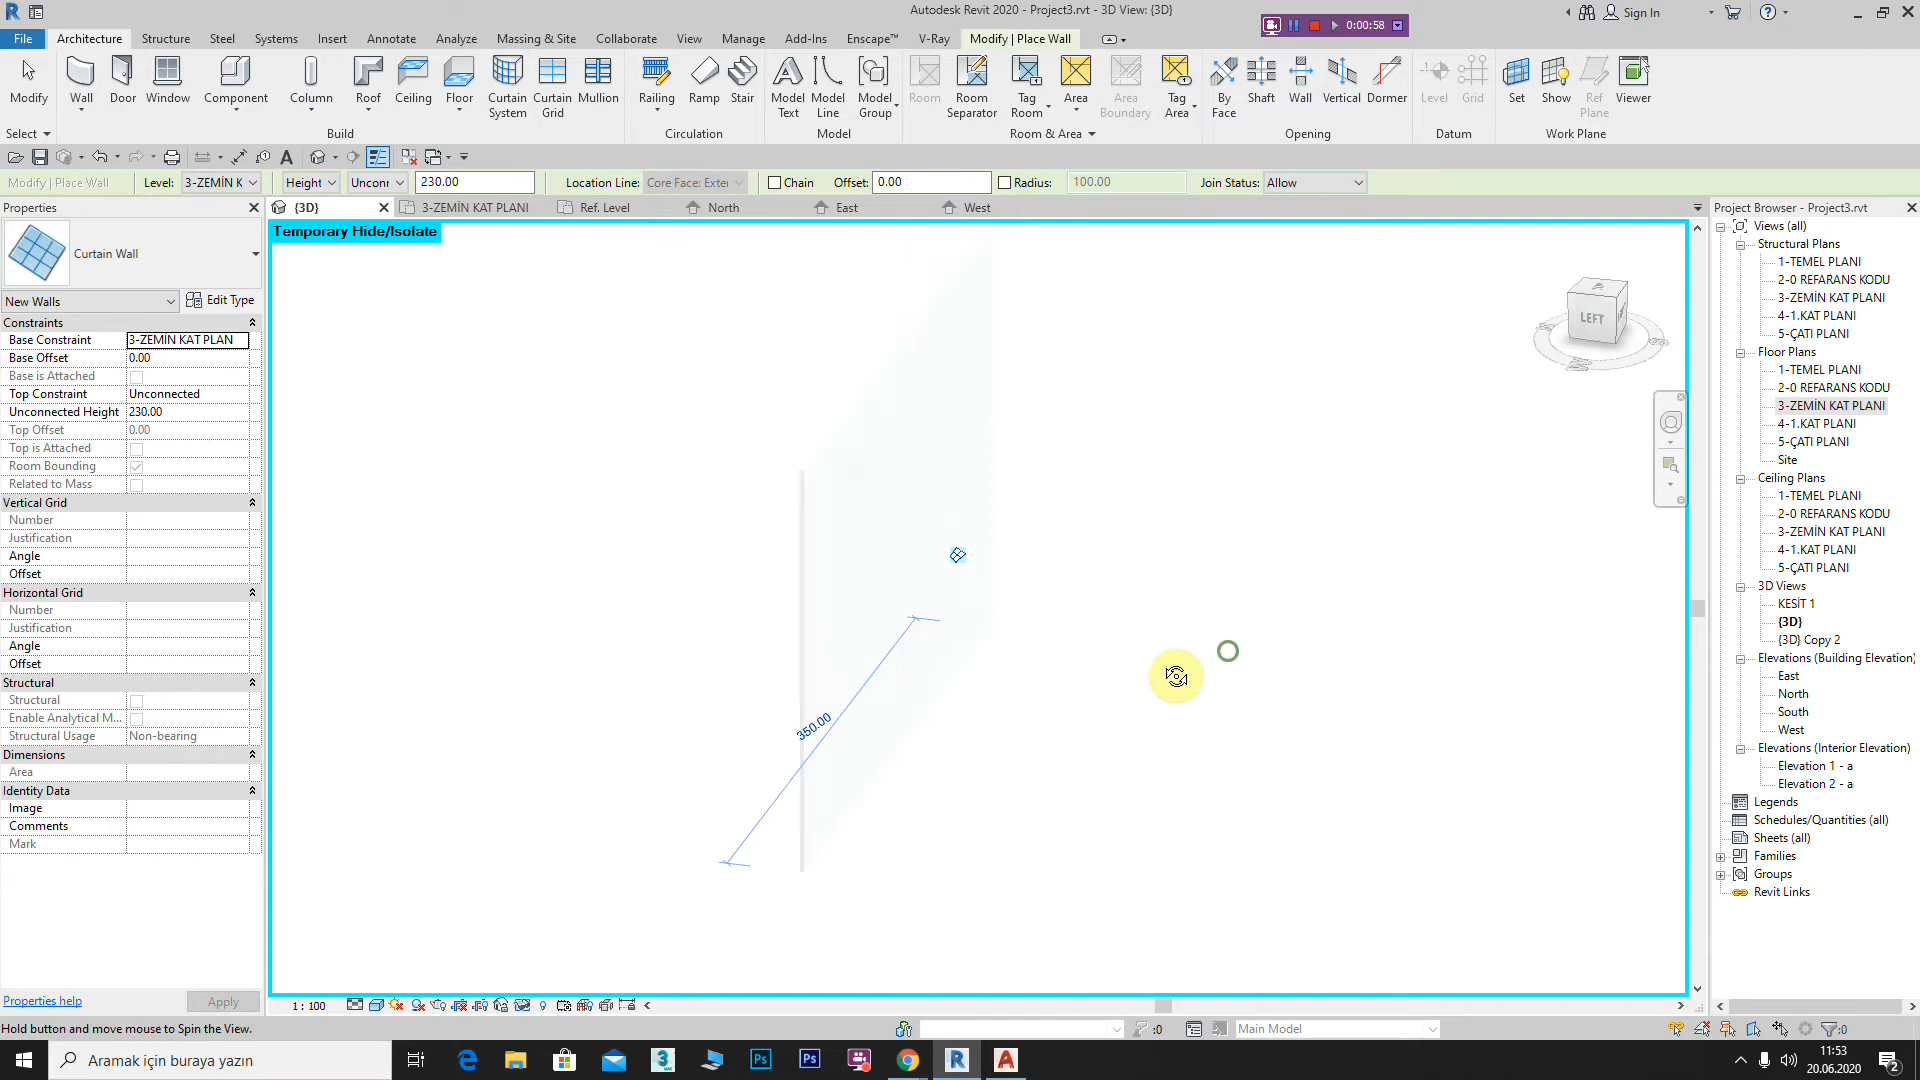 Autodesk Revit 2020 - Project3.rvt - 3D View: {3D}
0:00:58
Sign In
File
Architecture
Structure
Steel
Systems
Insert
Annotate
Analyze
Massing & Site
Collaborate
View
Manage
Add-Ins
Enscape™
V-Ray
Modify | Place Wall
Modify
Wall
Door
Window
Component
Column
Roof
Ceiling
Floor
Curtain System
Curtain Grid
Mullion
Railing
Ramp
Stair
Model Text
Model Line
Model Group
Room
Room Separator
Tag Room
Area
Area Boundary
Tag Area
By Face
Shaft
Wall
Vertical
Dormer
Level
Grid
Set
Show
Ref Plane
Viewer
Select
Build
Circulation
Model
Room & Area
Opening
Datum
Work Plane
Modify | Place Wall
Level: 3-ZEMİN K
Height
Unconr
230.00
Location Line: Core Face: Exter
Chain
Offset: 0.00
Radius: 100.00
Join Status: Allow
Properties
{3D}
3-ZEMİN KAT PLANI
Ref. Level
North
East
West
Project Browser - Project3.rvt
Temporary Hide/Isolate
Curtain Wall
New Walls
Edit Type
Constraints
Base Constraint 3-ZEMİN KAT PLAN
Base Offset 0.00
Base is Attached
Top Constraint Unconnected
Unconnected Height 230.00
Top Offset 0.00
Top is Attached
Room Bounding
Related to Mass
Vertical Grid
Number
Justification
Angle
Offset
Horizontal Grid
Number
Justification
Angle
Offset
Structural
Structural
Enable Analytical M...
Structural Usage Non-bearing
Dimensions
Area
Identity Data
Image
Comments
Mark
Properties help
Apply
LEFT
350.00
Views (all)
Structural Plans
1-TEMEL PLANI
2-0 REFARANS KODU
3-ZEMİN KAT PLANI
4-1.KAT PLANI
5-ÇATI PLANI
Floor Plans
1-TEMEL PLANI
2-0 REFARANS KODU
3-ZEMİN KAT PLANI
4-1.KAT PLANI
5-ÇATI PLANI
Site
Ceiling Plans
1-TEMEL PLANI
2-0 REFARANS KODU
3-ZEMİN KAT PLANI
4-1.KAT PLANI
5-ÇATI PLANI
3D Views
KESİT 1
{3D}
{3D} Copy 2
Elevations (Building Elevation)
East
North
South
West
Elevations (Interior Elevation)
Elevation 1 - a
Elevation 2 - a
Legends
Schedules/Quantities (all)
Sheets (all)
Families
Groups
Revit Links
1 : 100
Hold button and move mouse to Spin the View.
:0
Main Model
:0
Aramak için buraya yazın
11:53
20.06.2020
2